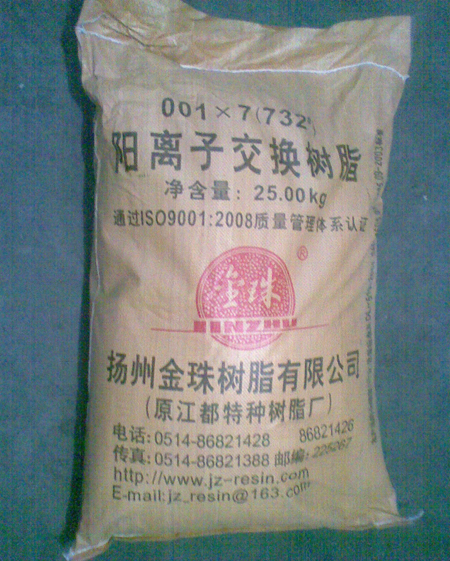 001×7(732)
阳离子交换树脂
净含量: 25.00kg
通过ISO9001:2008质量管理体系认证
金珠
®
JINZHU
扬州金珠树脂有限公司
(原江都特种树脂厂)
电话:0514-86821428 86821426
传真:0514-86821388 邮编:225267
http://www.jz-resin.com
E-mail:jz_resin@163.com